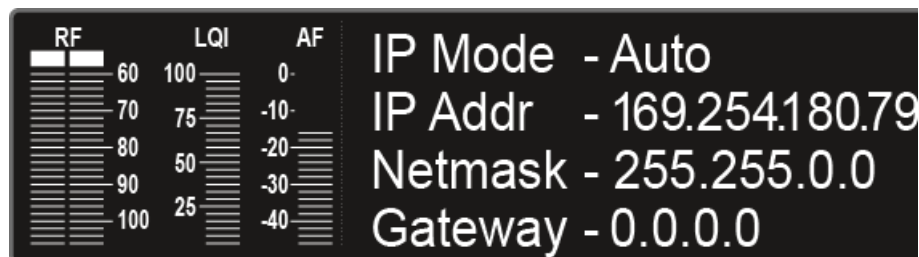 RF LQI AF
60 100 0
70 75 -10
80 50 -20
90 25 -30
100 -40
IP Mode - Auto
IP Addr - 169.254.180.79
Netmask - 255.255.0.0
Gateway - 0.0.0.0